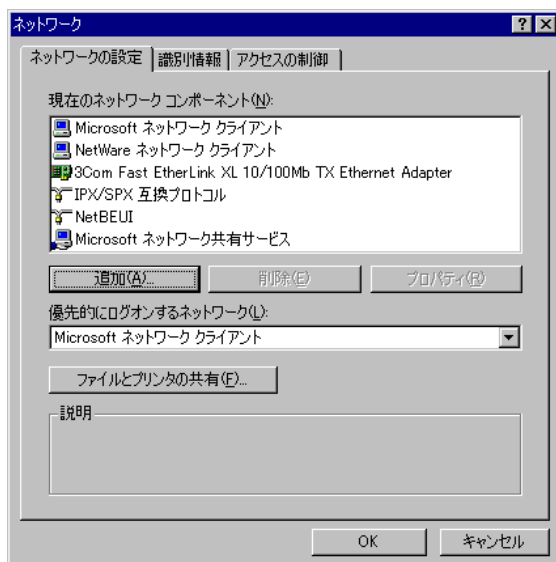 ネットワーク
ネットワークの設定 識別情報 アクセスの制御
現在のネットワーク コンポーネント(N):
Microsoft ネットワーク クライアント
NetWare ネットワーク クライアント
3Com Fast EtherLink XL 10/100Mb TX Ethernet Adapter
IPX/SPX 互換プロトコル
NetBEUI
Microsoft ネットワーク共有サービス
追加(A)... 削除(E) プロパティ(R)
優先的にログオンするネットワーク(L):
Microsoft ネットワーク クライアント
ファイルとプリンタの共有(F)...
説明
OK キャンセル